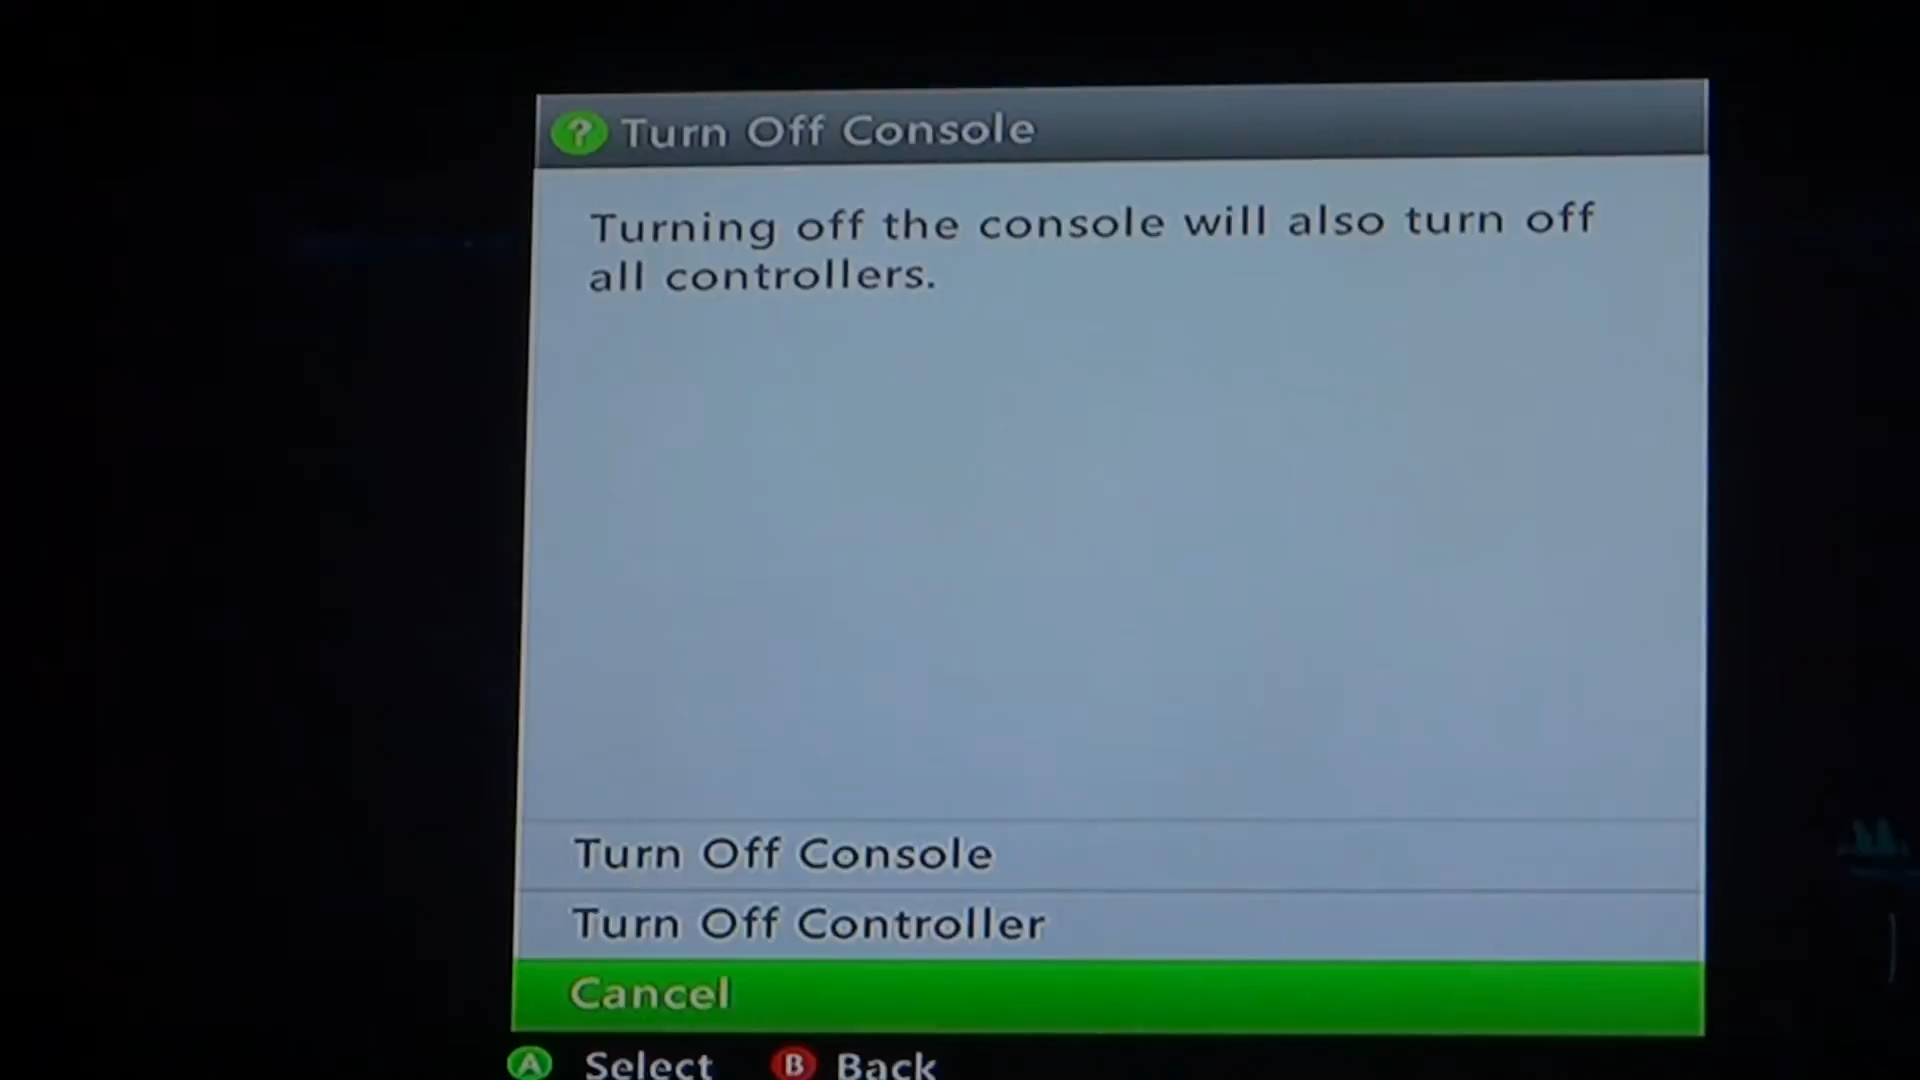 ? Turn Off Console
Turning off the console will also turn off
all controllers.
Turn Off Console
Turn Off Controller
Cancel
A Select B Back